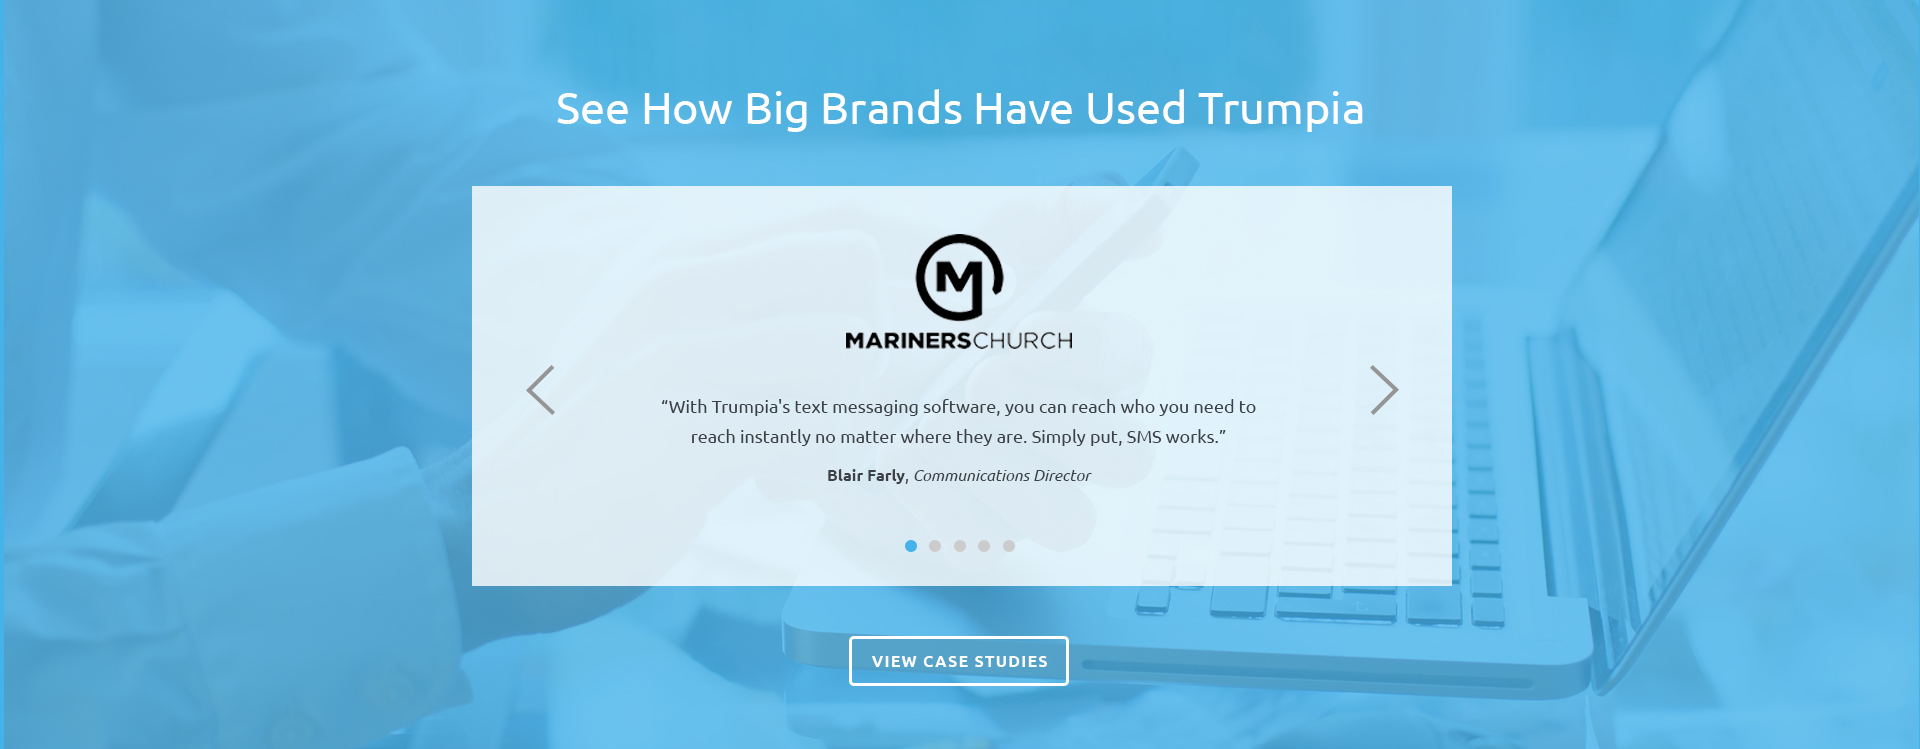 See How Big Brands Have Used Trumpia
M
MARINERSCHURCH
“With Trumpia's text messaging software, you can reach who you need to
reach instantly no matter where they are. Simply put, SMS works.”
Blair Farly, Communications Director
VIEW CASE STUDIES